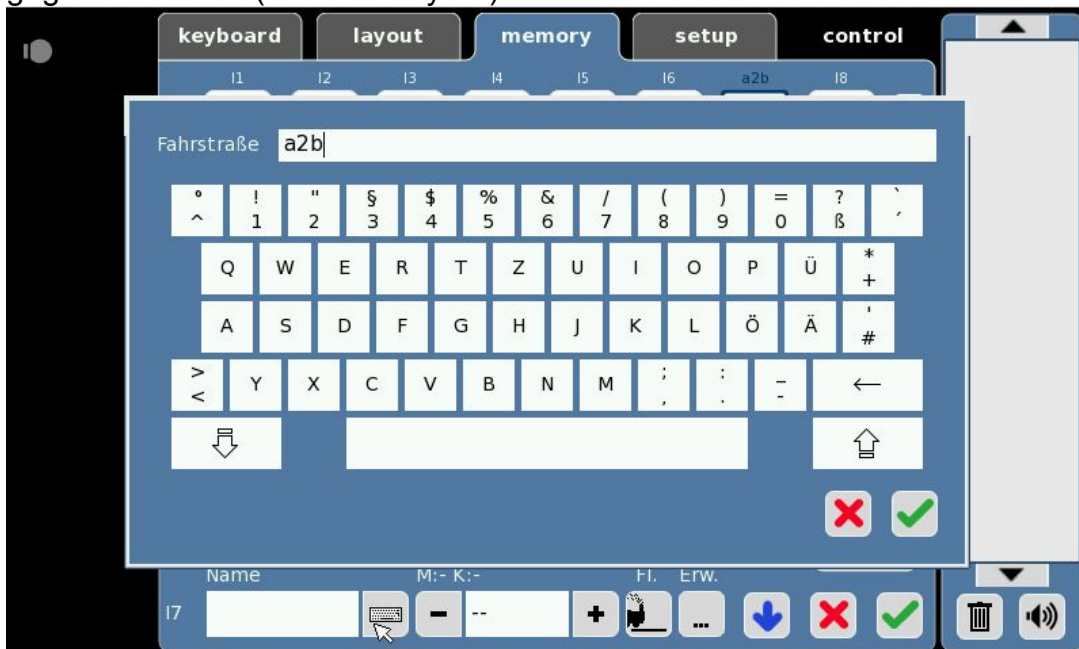 keyboard layout memory setup control
I1 I2 I3 I4 I5 I6 a2b I8
Fahrstraße a2b
° ! " § $ % & / ( ) = ? `
^ 1 2 3 4 5 6 7 8 9 0 ß ´
Q W E R T Z U I O P Ü * +
A S D F G H J K L Ö Ä ' #
> < Y X C V B N M ; , : . _ - ←
Name M:- K:- Fl. Erw.
I7 - -- + ...